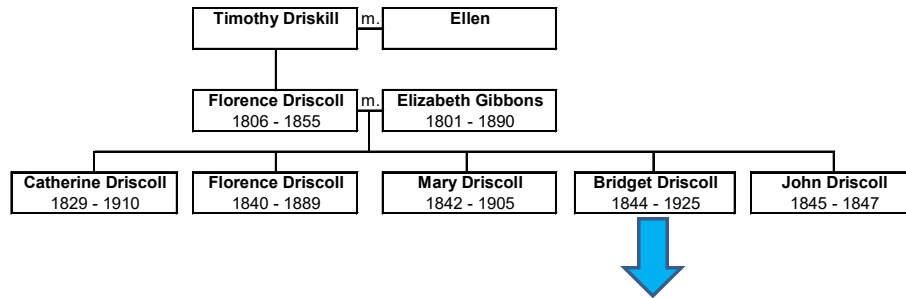 Timothy Driskill m. Ellen
Florence Driscoll m. Elizabeth Gibbons
1806 - 1855 1801 - 1890
Catherine Driscoll Florence Driscoll Mary Driscoll Bridget Driscoll John Driscoll
1829 - 1910 1840 - 1889 1842 - 1905 1844 - 1925 1845 - 1847